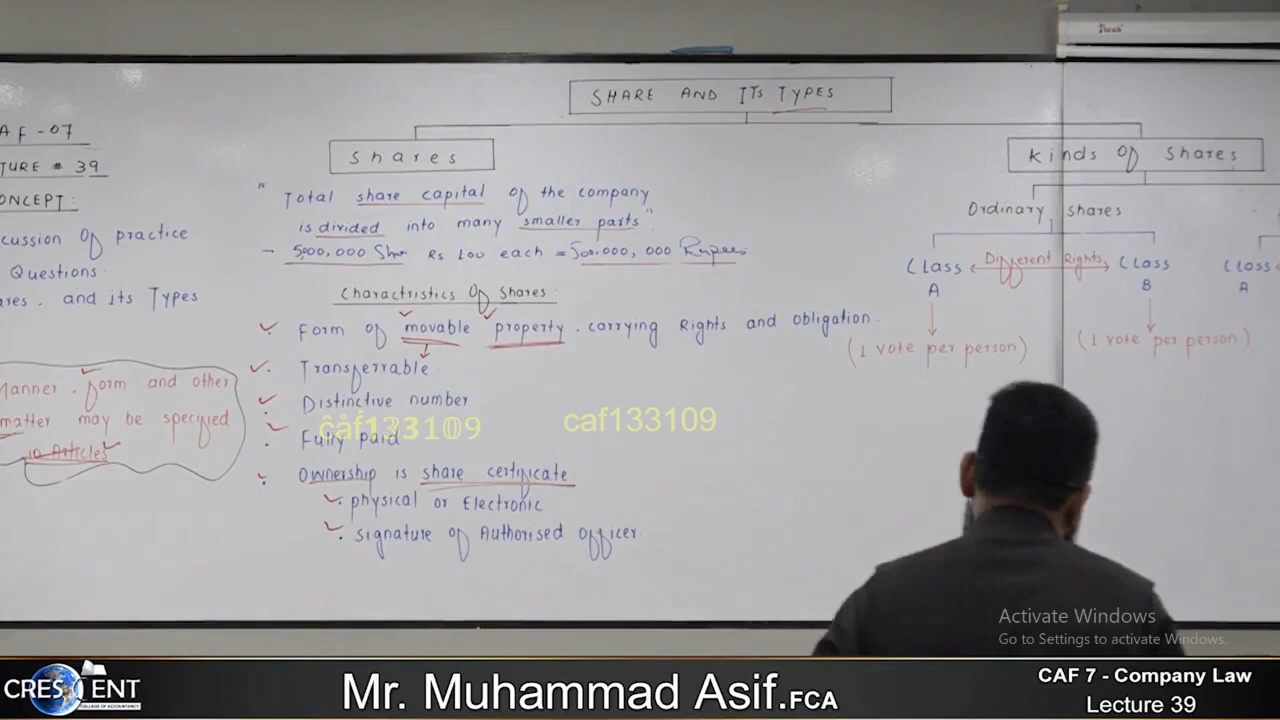 SHARE AND ITS TYPES
AF - 07
TURE # 39
ONCEPT:
cussion Of practice
Questions
ares. and its Types
Manner. form and other
matter may be specified
in Articles
Shares
"Total share capital of the company
is divided into many smaller parts"
Rs 100 each = 500,000,000 Rupees
Charactristics Of Shares:
Form of movable property. carrying Rights and obligation.
Transferrable.
Distinctive number
Fully paid
caf133109
Ownership is share certificate
physical or Electronic
signature of Authorised officer.
caf133109
Kinds Of Shares
Ordinary shares
Class A
Different Rights
Class B
Class A
(1 vote per person)
(1 vote per person)
Activate Windows
Go to Settings to activate Windows.
CRESCENT
COLLEGE OF ACCOUNTANCY
Mr. Muhammad Asif.FCA
CAF 7 - Company Law
Lecture 39